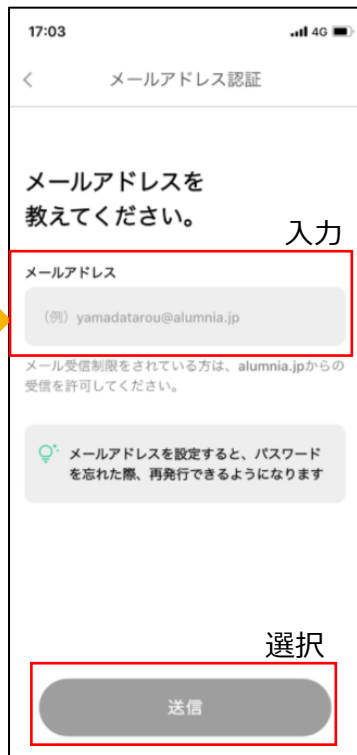 17:03
4G
メールアドレス認証
メールアドレスを
教えてください。
入力
メールアドレス
（例）yamadatarou@alumnia.jp
メール受信制限をされている方は、alumnia.jpからの
受信を許可してください。
メールアドレスを設定すると、パスワード
を忘れた際、再発行できるようになります
選択
送信